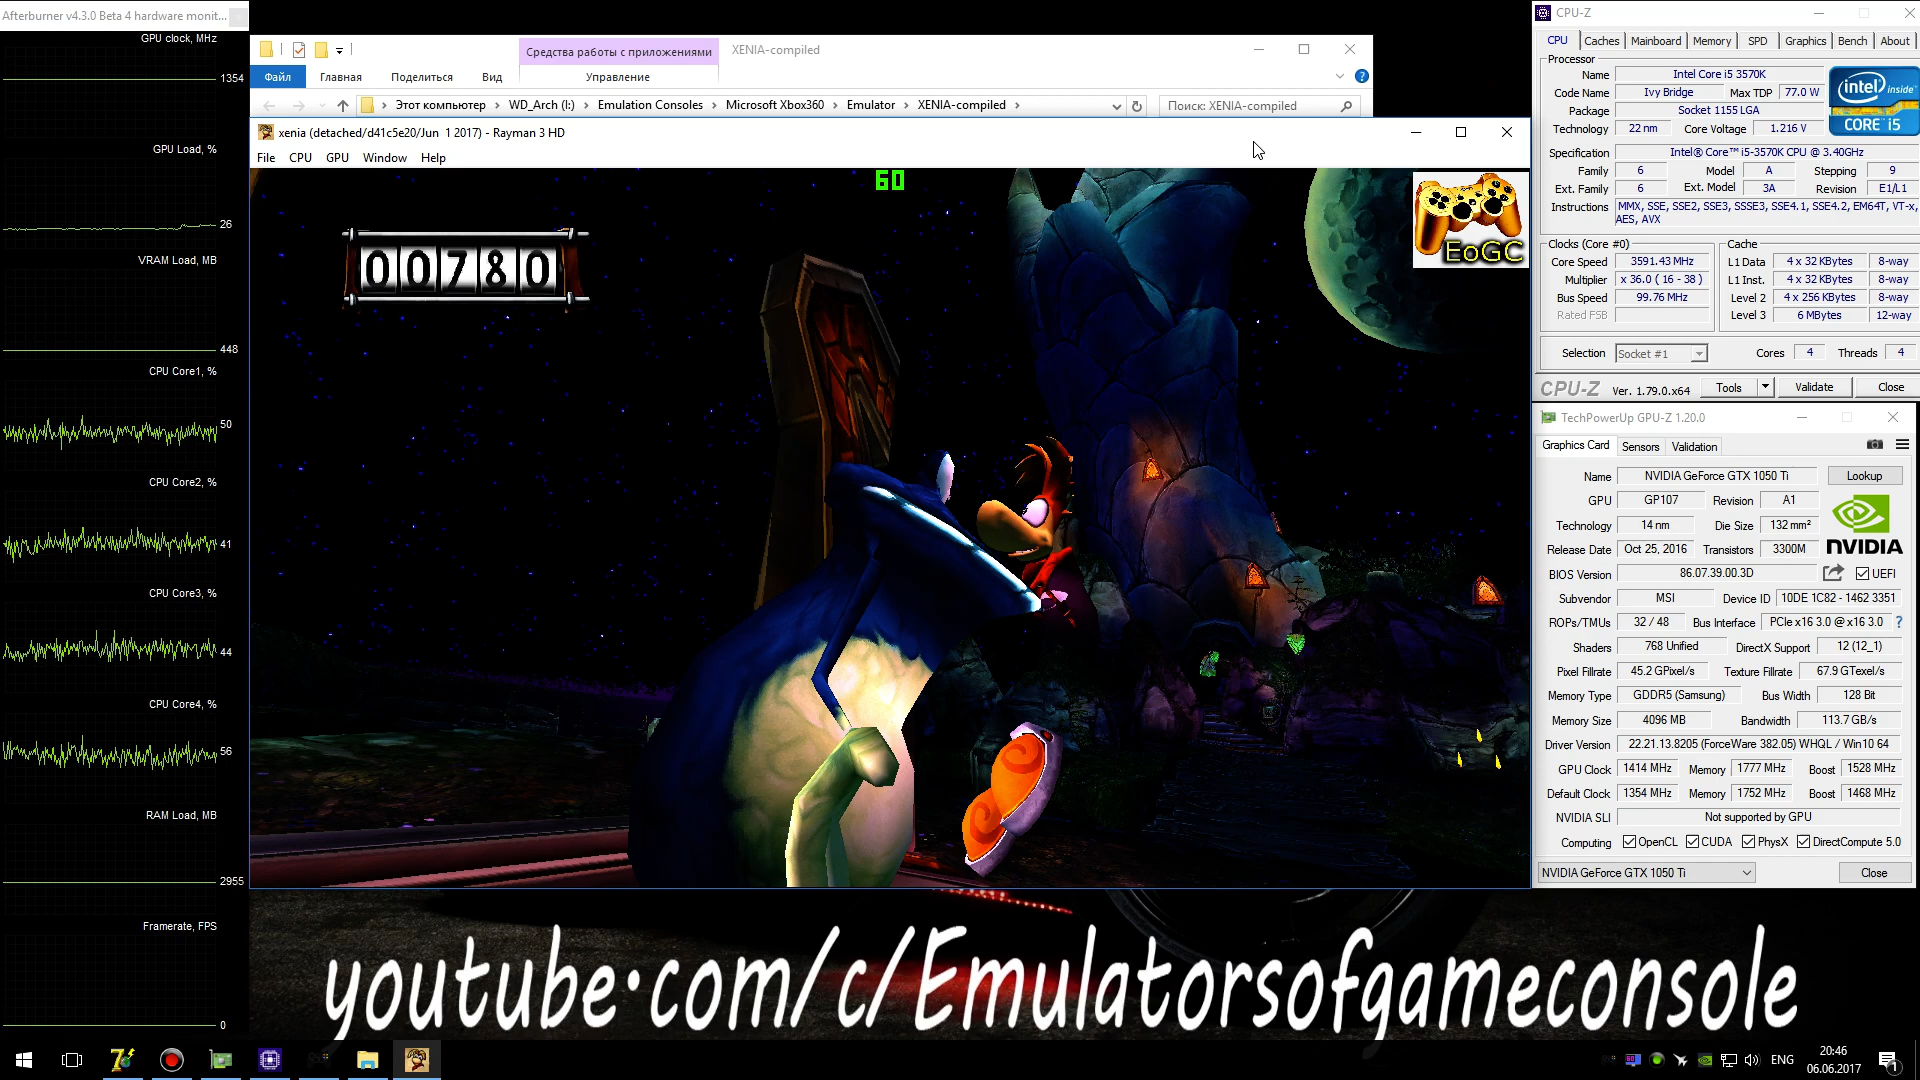 Afterburner v4.3.0 Beta 4 hardware monit...
GPU clock, MHz
1354
GPU Load, %
26
VRAM Load, MB
448
CPU Core1, %
50
CPU Core2, %
41
CPU Core3, %
44
CPU Core4, %
56
RAM Load, MB
2955
Framerate, FPS
0
Средства работы с приложениями XENIA-compiled
Файл Главная Поделиться Вид Управление
Этот компьютер WD_Arch (I:) Emulation Consoles Microsoft Xbox360 Emulator XENIA-compiled Поиск: XENIA-compiled
xenia (detached/d41c5e20/Jun 1 2017) - Rayman 3 HD
File CPU GPU Window Help
60
00780
EoGC
CPU-Z
CPU Caches Mainboard Memory SPD Graphics Bench About
Processor
Name Intel Core i5 3570K
Code Name Ivy Bridge Max TDP 77.0 W
Package Socket 1155 LGA
Technology 22 nm Core Voltage 1.216 V
intel inside
CORE i5
Specification Intel® Core™ i5-3570K CPU @ 3.40GHz
Family 6 Model A Stepping 9
Ext. Family 6 Ext. Model 3A Revision E1/L1
Instructions MMX, SSE, SSE2, SSE3, SSSE3, SSE4.1, SSE4.2, EM64T, VT-x,
AES, AVX
Clocks (Core #0) Cache
Core Speed 3591.43 MHz L1 Data 4 x 32 KBytes 8-way
Multiplier x 36.0 ( 16 - 38 ) L1 Inst. 4 x 32 KBytes 8-way
Bus Speed 99.76 MHz Level 2 4 x 256 KBytes 8-way
Rated FSB Level 3 6 MBytes 12-way
Selection Socket #1 Cores 4 Threads 4
CPU-Z Ver. 1.79.0.x64 Tools Validate Close
TechPowerUp GPU-Z 1.20.0
Graphics Card Sensors Validation
Name NVIDIA GeForce GTX 1050 Ti Lookup
GPU GP107 Revision A1
Technology 14 nm Die Size 132 mm²
Release Date Oct 25, 2016 Transistors 3300M
NVIDIA
BIOS Version 86.07.39.00.3D UEFI
Subvendor MSI Device ID 10DE 1C82 - 1462 3351
ROPs/TMUs 32 / 48 Bus Interface PCIe x16 3.0 @ x16 3.0 ?
Shaders 768 Unified DirectX Support 12 (12_1)
Pixel Fillrate 45.2 GPixel/s Texture Fillrate 67.9 GTexel/s
Memory Type GDDR5 (Samsung) Bus Width 128 Bit
Memory Size 4096 MB Bandwidth 113.7 GB/s
Driver Version 22.21.13.8205 (ForceWare 382.05) WHQL / Win10 64
GPU Clock 1414 MHz Memory 1777 MHz Boost 1528 MHz
Default Clock 1354 MHz Memory 1752 MHz Boost 1468 MHz
NVIDIA SLI Not supported by GPU
Computing OpenCL CUDA PhysX DirectCompute 5.0
NVIDIA GeForce GTX 1050 Ti Close
youtube.com/c/Emulatorsofgameconsole
ENG 20:46
06.06.2017
1